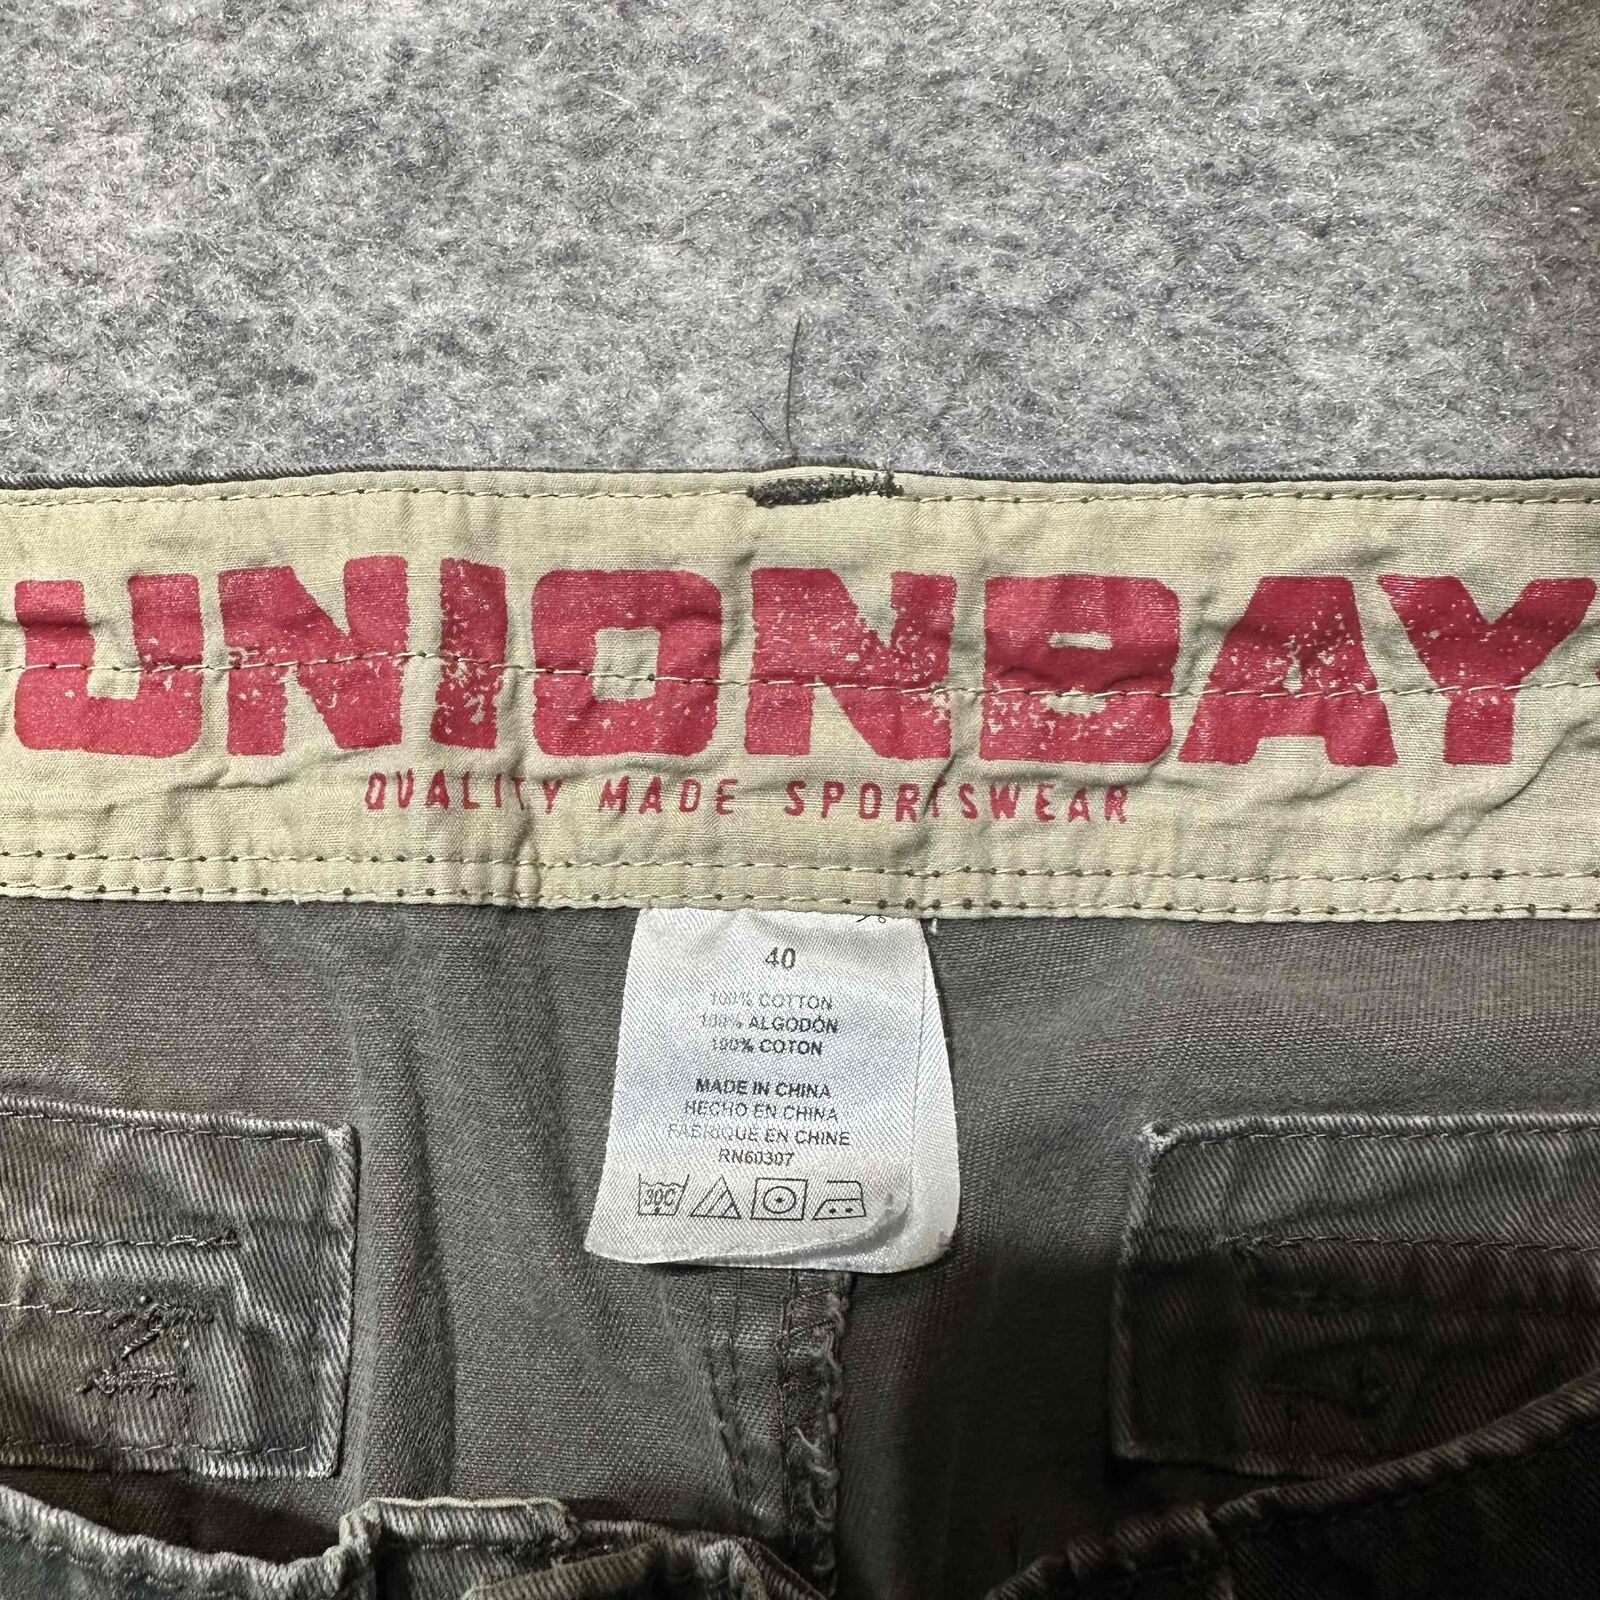 UNIONBAY
QUALITY MADE SPORTSWEAR
40
100% COTTON
100% ALGODÓN
100% COTON
MADE IN CHINA
HECHO EN CHINA
FABRIQUE EN CHINE
RN60307
30C